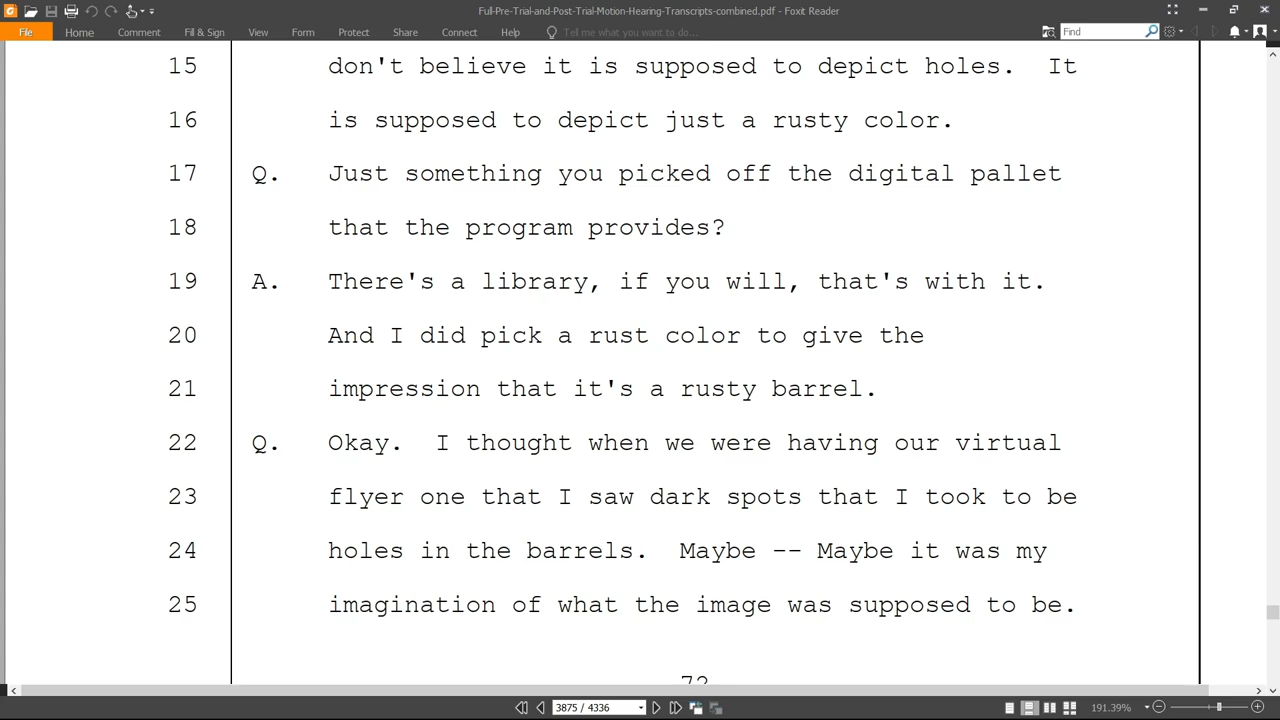 Full-Pre-Trial-and-Post-Trial-Motion-Hearing-Transcripts-combined.pdf - Foxit Reader
File Home Comment Fill & Sign View Form Protect Share Connect Help Tell me what you want to do... Find
15 don't believe it is supposed to depict holes. It
16 is supposed to depict just a rusty color.
17 Q. Just something you picked off the digital pallet
18 that the program provides?
19 A. There's a library, if you will, that's with it.
20 And I did pick a rust color to give the
21 impression that it's a rusty barrel.
22 Q. Okay. I thought when we were having our virtual
23 flyer one that I saw dark spots that I took to be
24 holes in the barrels. Maybe -- Maybe it was my
25 imagination of what the image was supposed to be.
3875 / 4336 191.39%